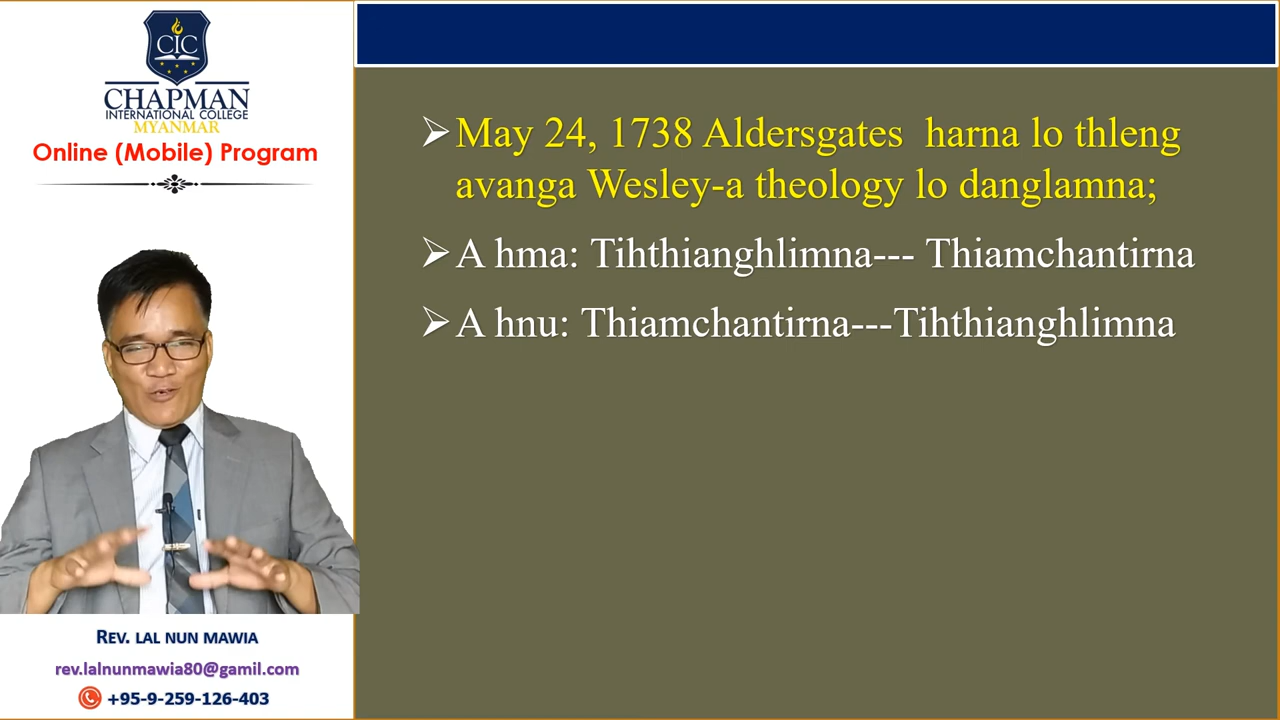 CIC
CHAPMAN
INTERNATIONAL COLLEGE
MYANMAR
Online (Mobile) Program
REV. LAL NUN MAWIA
rev.lalnunmawia80@gamil.com
+95-9-259-126-403
May 24, 1738 Aldersgates harna lo thleng
avanga Wesley-a theology lo danglamna;
A hma: Tihthianghlimna--- Thiamchantirna
A hnu: Thiamchantirna---Tihthianghlimna